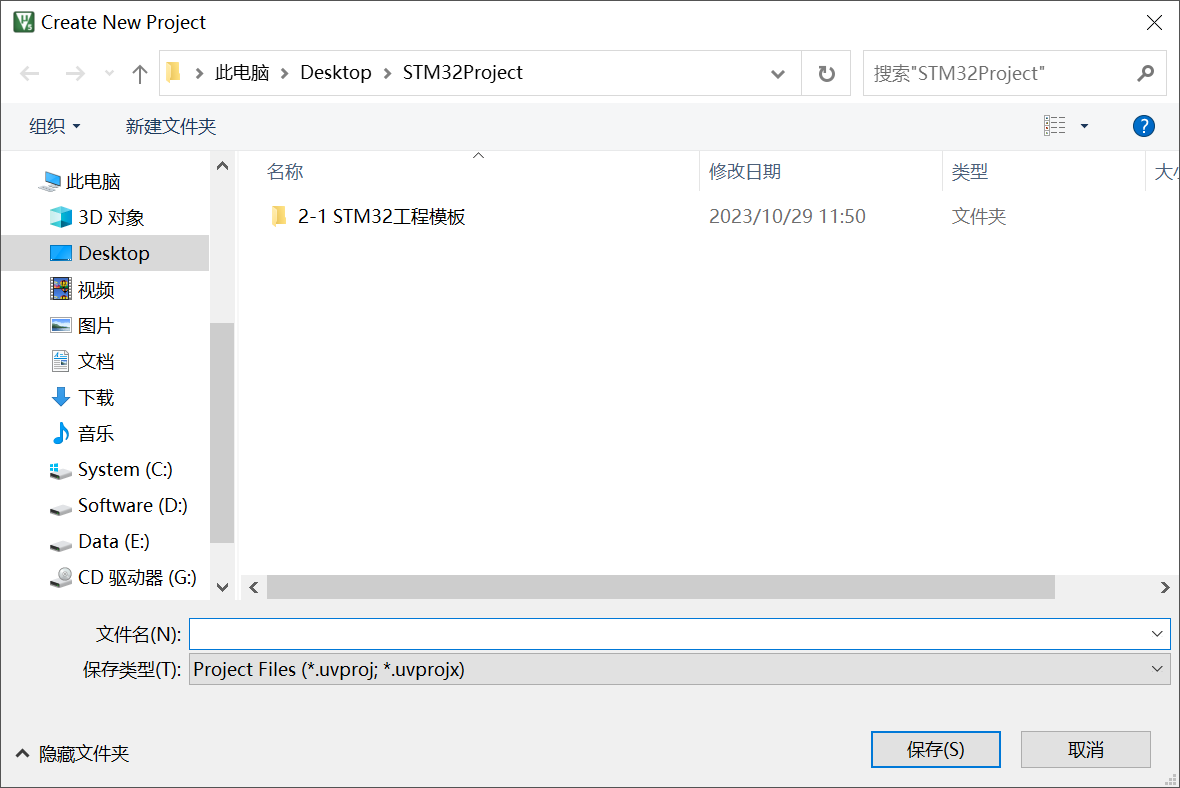 Create New Project
此电脑 Desktop STM32Project 搜索"STM32Project"
组织 新建文件夹
名称 修改日期 类型 大小
2-1 STM32工程模板 2023/10/29 11:50 文件夹
此电脑
3D 对象
Desktop
视频
图片
文档
下载
音乐
System (C:)
Software (D:)
Data (E:)
CD 驱动器 (G:)
文件名(N):
保存类型(T): Project Files (*.uvproj; *.uvprojx)
隐藏文件夹 保存(S) 取消